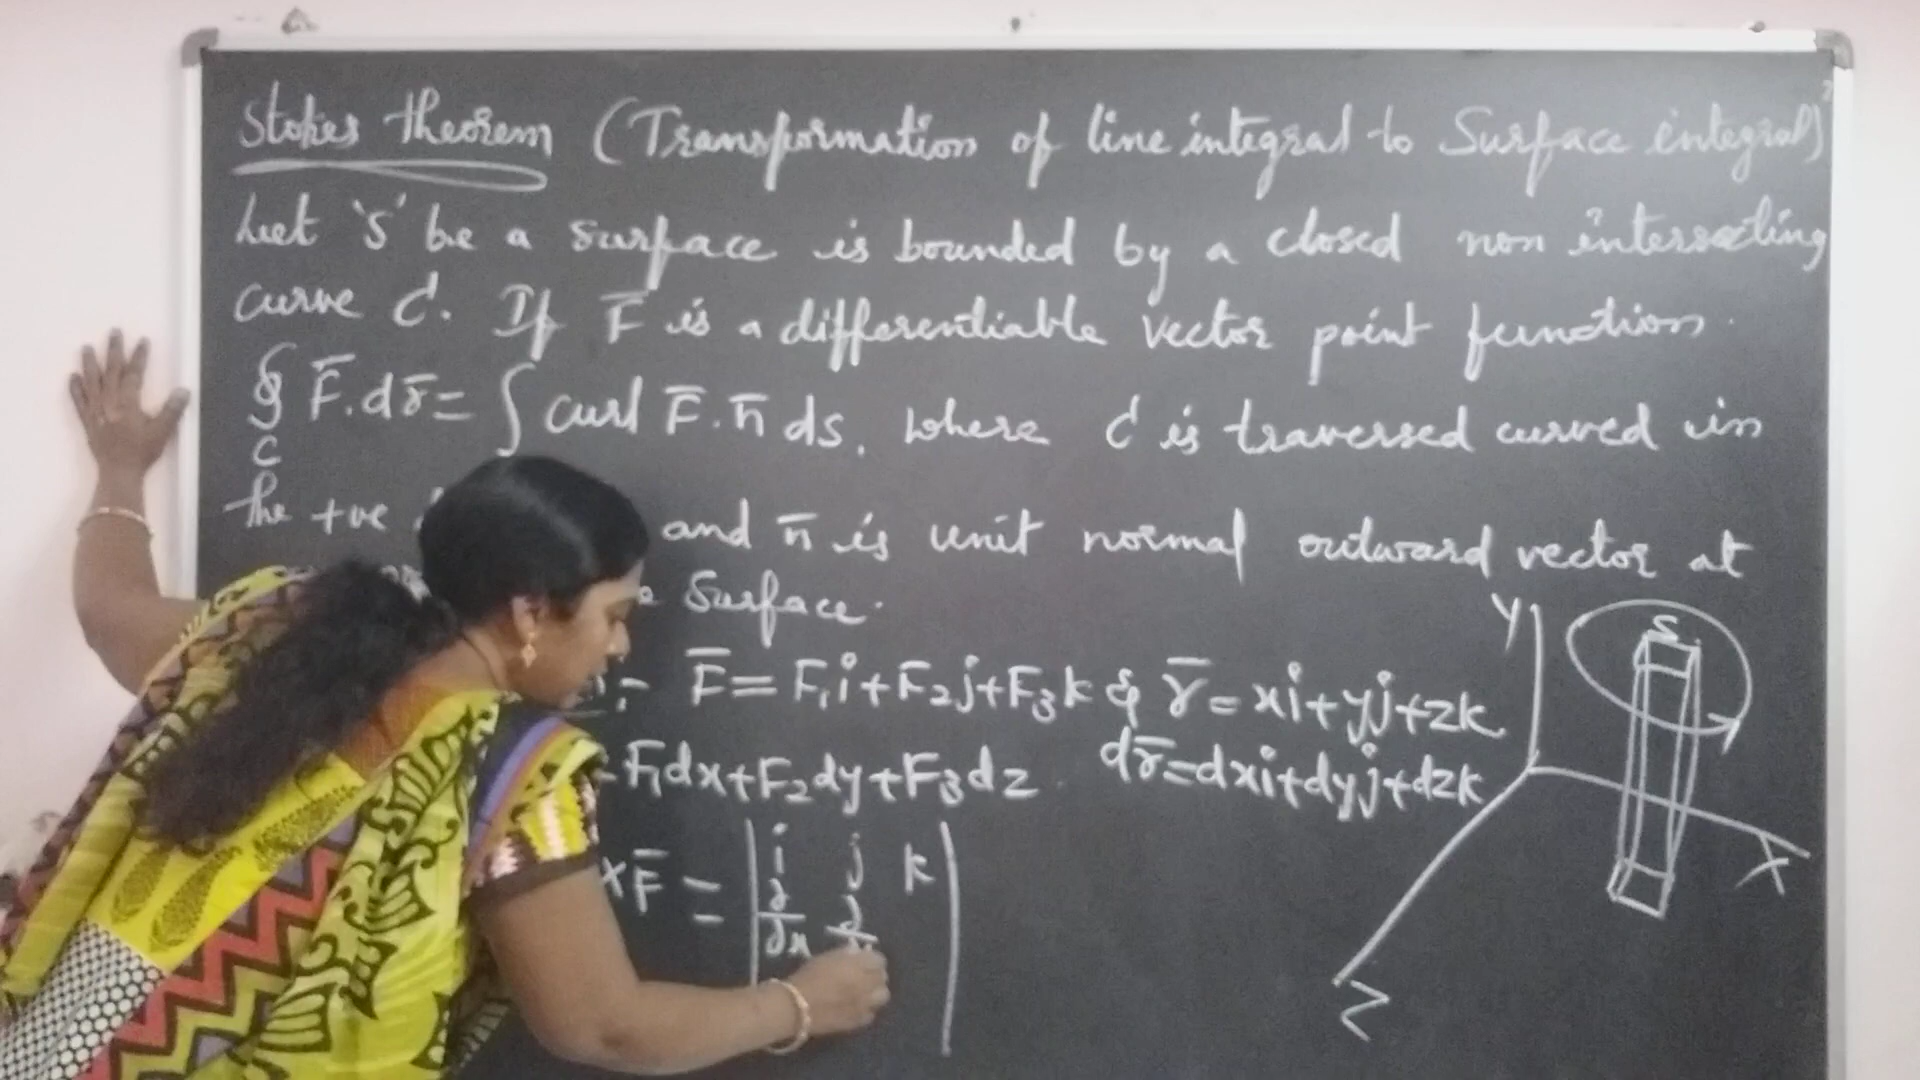 Stokes theorem (Transformation of line integral to Surface integral)
Let 'S' be a surface is bounded by a closed non intersecting
curve C. If F̅ is a differentiable vector point function.
∮ F̅.dr̅ = ∫ curl F̅.n̅ ds, where C is traversed curved in
C
the +ve and n̅ is unit normal outward vector at
Surface.
F̅ = F₁i+F₂j+F₃k & r̅ = xi+yj+zk
= F₁dx+F₂dy+F₃dz. dr̅=dxi+dyj+dzk
×F̅ = | i j k |
∂/∂x ∂
Y
S
X
Z